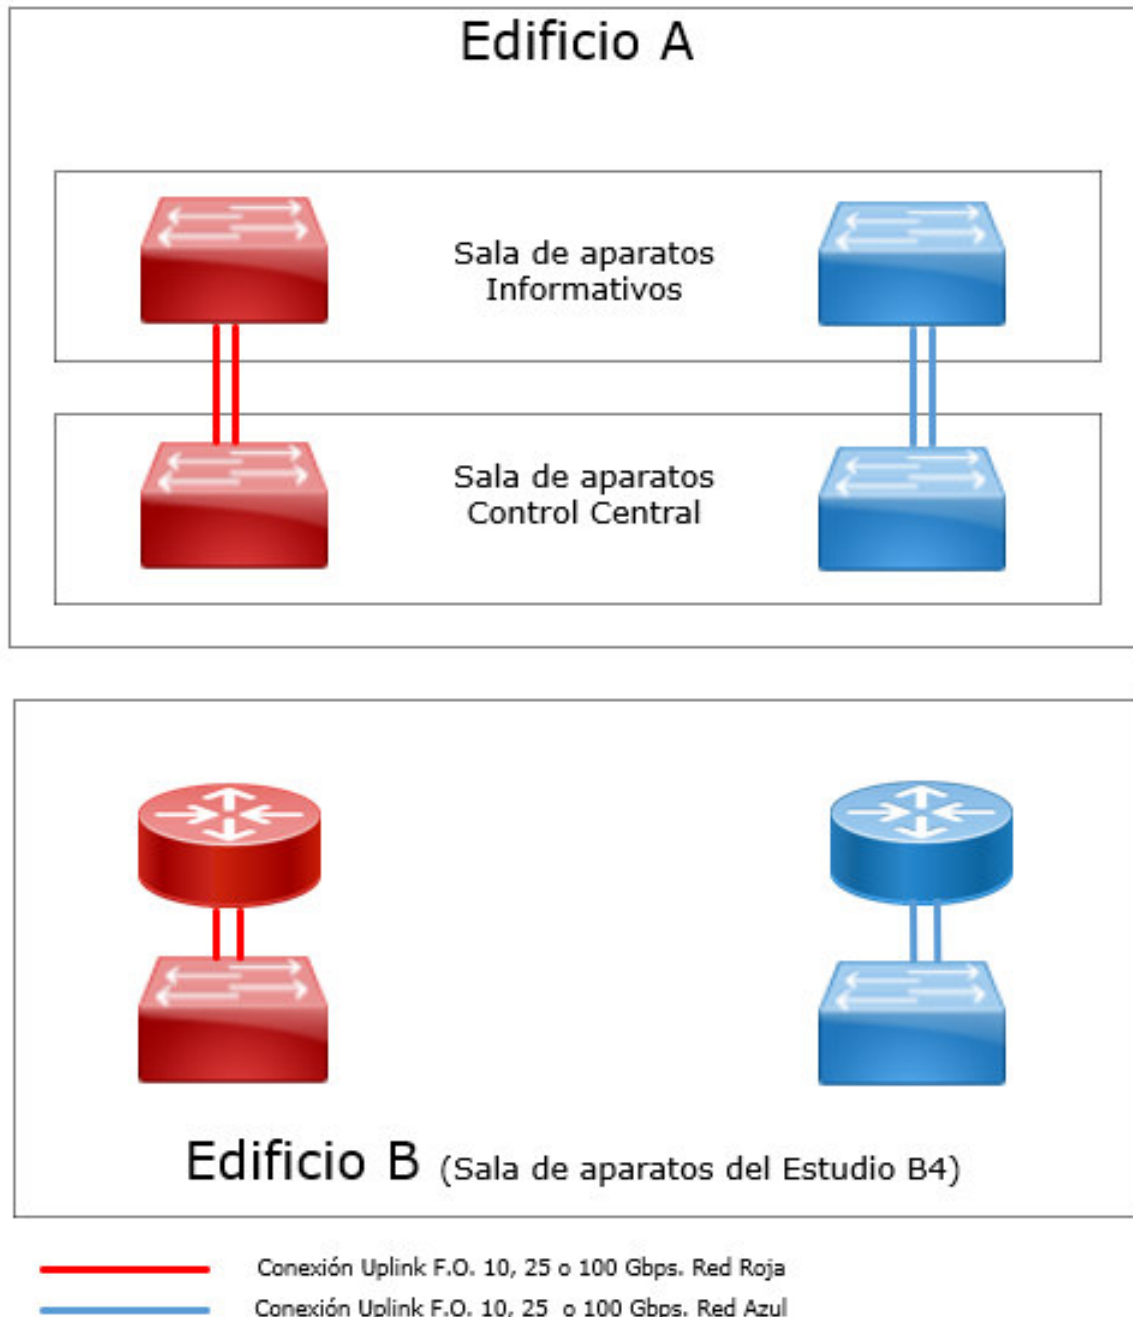 Edificio A
Sala de aparatos
Informativos
Sala de aparatos
Control Central
Edificio B (Sala de aparatos del Estudio B4)
Conexión Uplink F.O. 10, 25 o 100 Gbps. Red Roja
Conexión Uplink F.O. 10, 25 o 100 Gbps. Red Azul